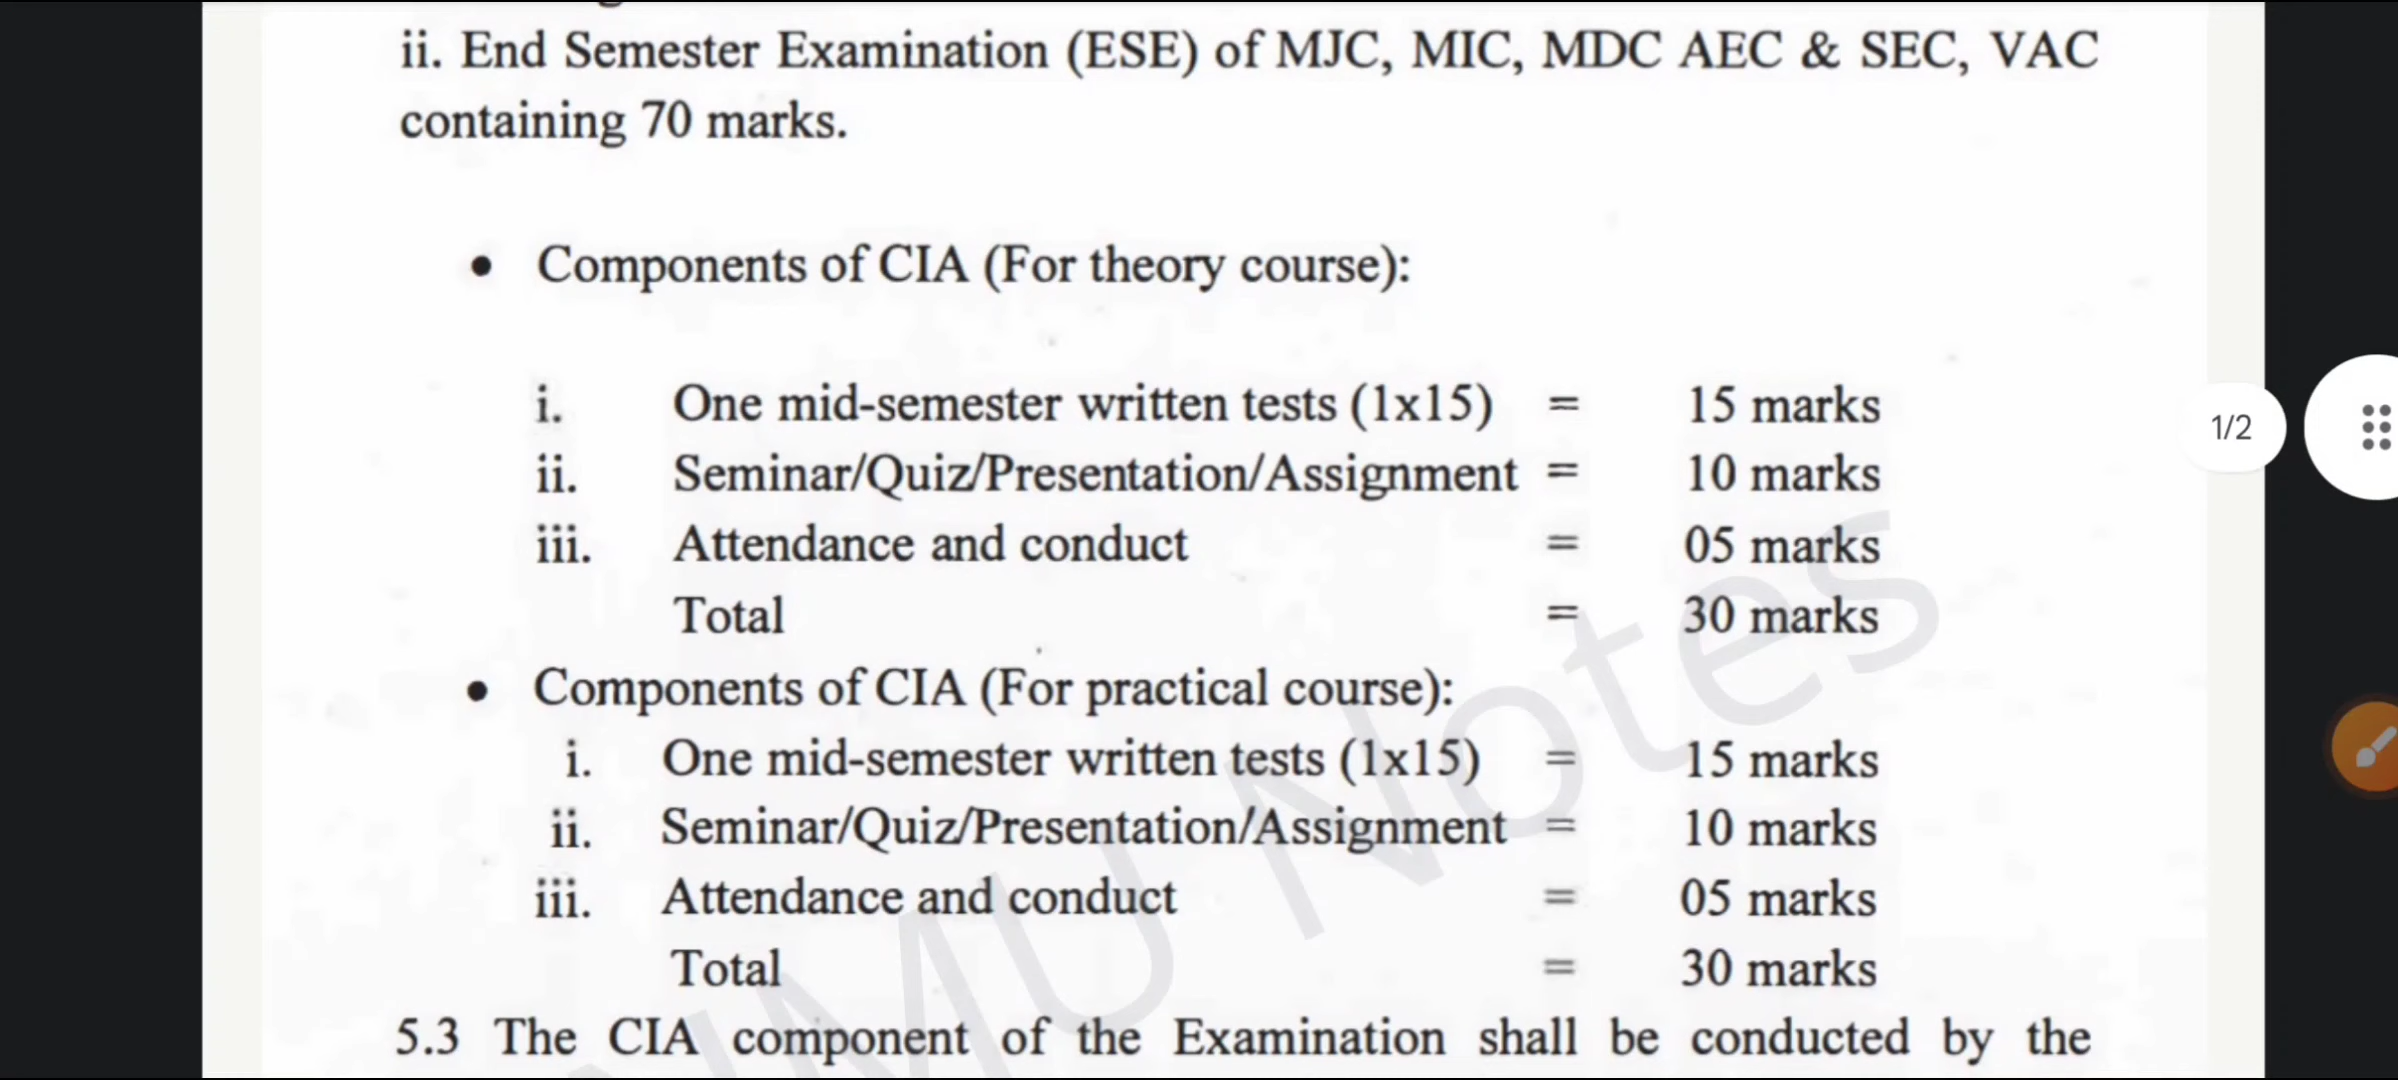 ii. End Semester Examination (ESE) of MJC, MIC, MDC AEC & SEC, VAC
containing 70 marks.
• Components of CIA (For theory course):
i. One mid-semester written tests (1x15) = 15 marks
ii. Seminar/Quiz/Presentation/Assignment = 10 marks
iii. Attendance and conduct = 05 marks
Total = 30 marks
• Components of CIA (For practical course):
i. One mid-semester written tests (1x15) = 15 marks
ii. Seminar/Quiz/Presentation/Assignment = 10 marks
iii. Attendance and conduct = 05 marks
Total = 30 marks
5.3 The CIA component of the Examination shall be conducted by the
1/2
Notes